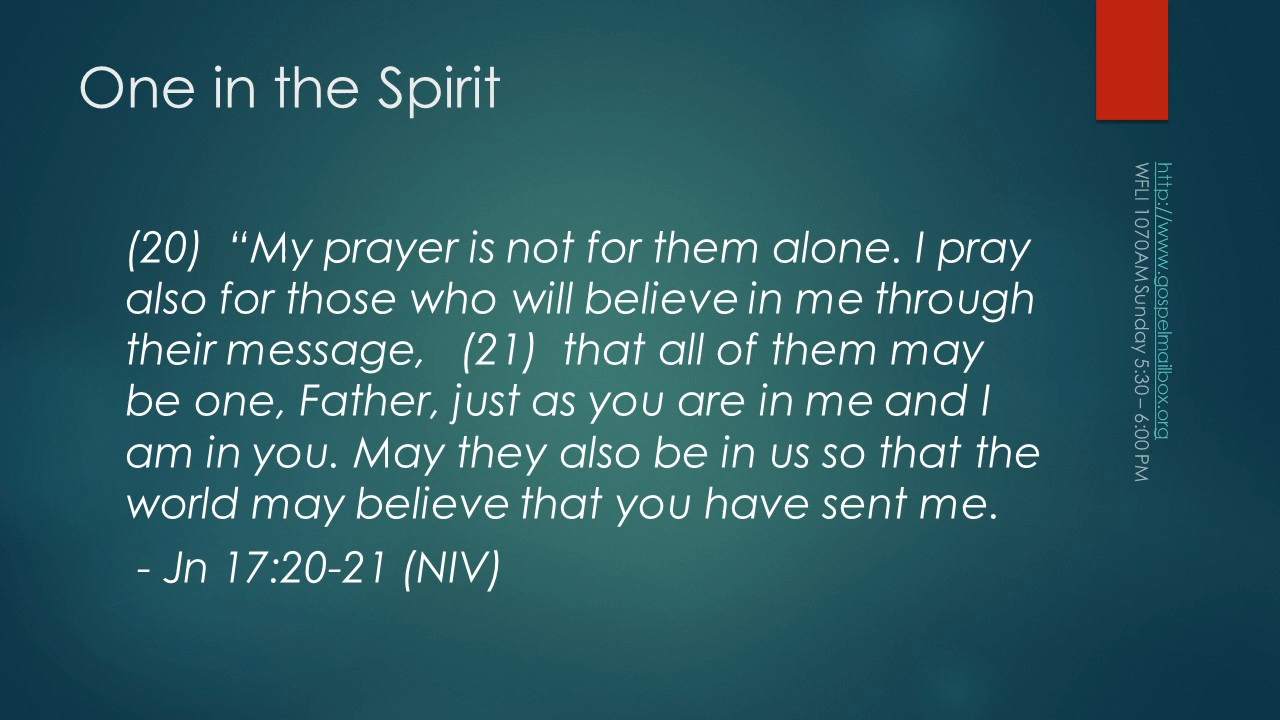 One in the Spirit
(20) “My prayer is not for them alone. I pray
also for those who will believe in me through
their message, (21) that all of them may
be one, Father, just as you are in me and I
am in you. May they also be in us so that the
world may believe that you have sent me.
- Jn 17:20-21 (NIV)
http://www.gospelmailbox.org
WFLI 1070AM Sunday 5:30 – 6:00 PM